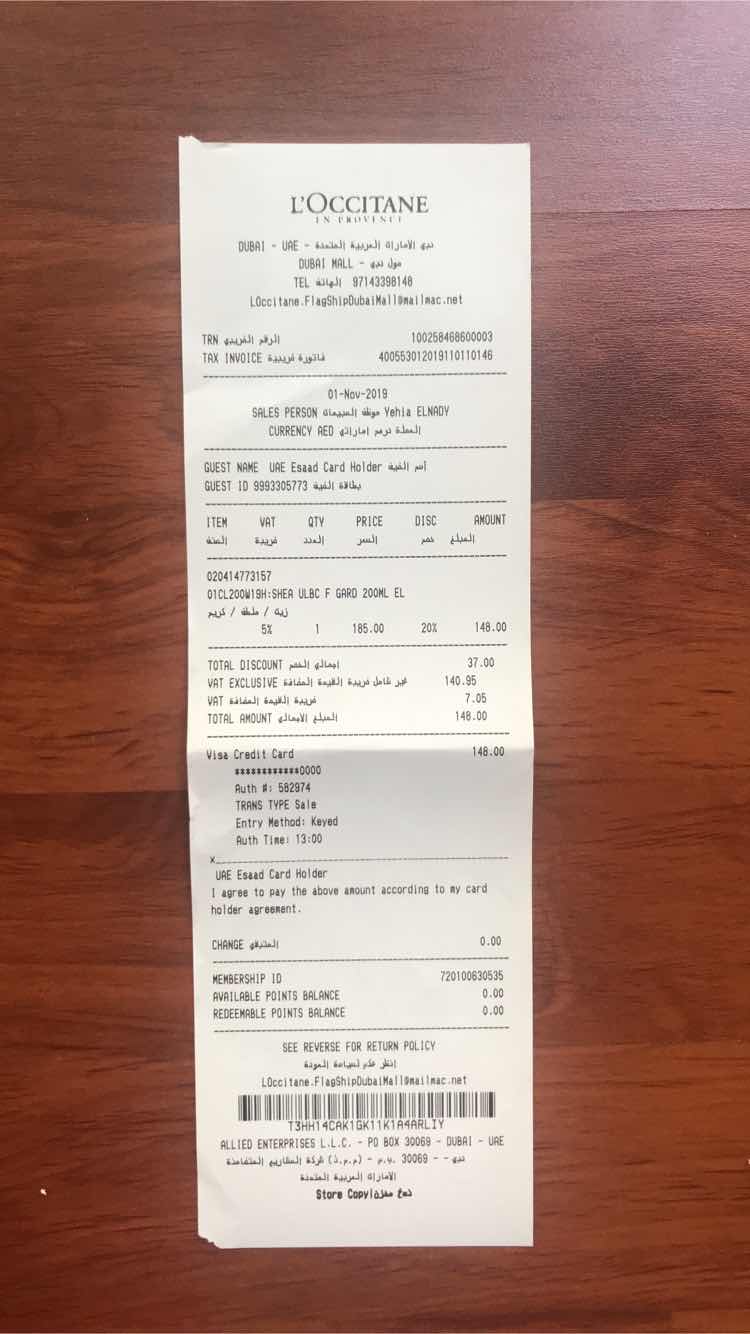 L'OCCITANE
EN PROVENCE
DUBAI - UAE - دبي الامارات العربية المتحدة
DUBAI MALL - مول دبي
TEL الهاتف 97143398148
LOccitane.FlagShipDubaiMall@mailmac.net
TRN الرقم الضريبي 100258468600003
TAX INVOICE فاتورة ضريبية 400553012019110110146
01-Nov-2019
SALES PERSON موظف المبيعات Yehia ELNADY
CURRENCY AED العملة درهم اماراتي
GUEST NAME UAE Esaad Card Holder أسم الضيف
GUEST ID 9993305773 بطاقة الضيف
ITEM VAT QTY PRICE DISC AMOUNT
الصنف ضريبة العدد السعر خصم المبلغ
020414773157
01CL200W19H:SHEA ULBC F GARD 200ML EL
زيت / ملطف / كريم
5% 1 185.00 20% 148.00
TOTAL DISCOUNT إجمالي الخصم 37.00
VAT EXCLUSIVE غير شامل ضريبة القيمة المضافة 140.95
VAT ضريبة القيمة المضافة 7.05
TOTAL AMOUNT المبلغ الإجمالي 148.00
Visa Credit Card 148.00
************0000
Auth #: 582974
TRANS TYPE Sale
Entry Method: Keyed
Auth Time: 13:00
X
UAE Esaad Card Holder
I agree to pay the above amount according to my card
holder agreement.
CHANGE المتبقي 0.00
MEMBERSHIP ID 720100630535
AVAILABLE POINTS BALANCE 0.00
REDEEMABLE POINTS BALANCE 0.00
SEE REVERSE FOR RETURN POLICY
إنظر خلفه لسياسة العودة
LOccitane.FlagShipDubaiMall@mailmac.net
T3HH14CAK1GK11K1A4ARLIY
ALLIED ENTERPRISES L.L.C. - PO BOX 30069 - DUBAI - UAE
شركة المشاريع المتضامنة (ذ.م.م) - ص.ب. 30069 - دبي -
الامارات العربية المتحدة
Store Copy